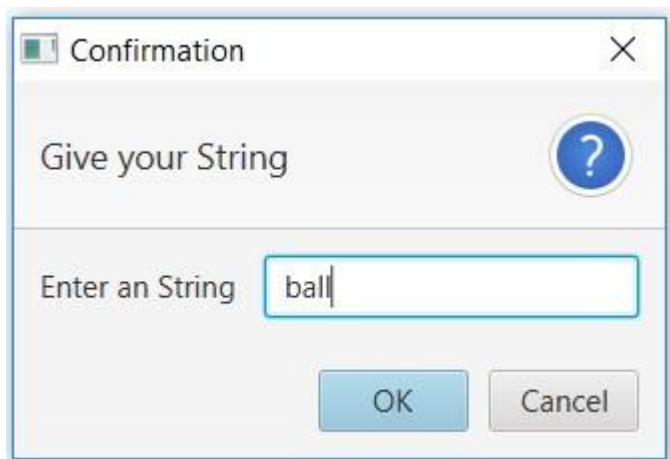 Confirmation
Give your String
?
Enter an String ball
OK Cancel